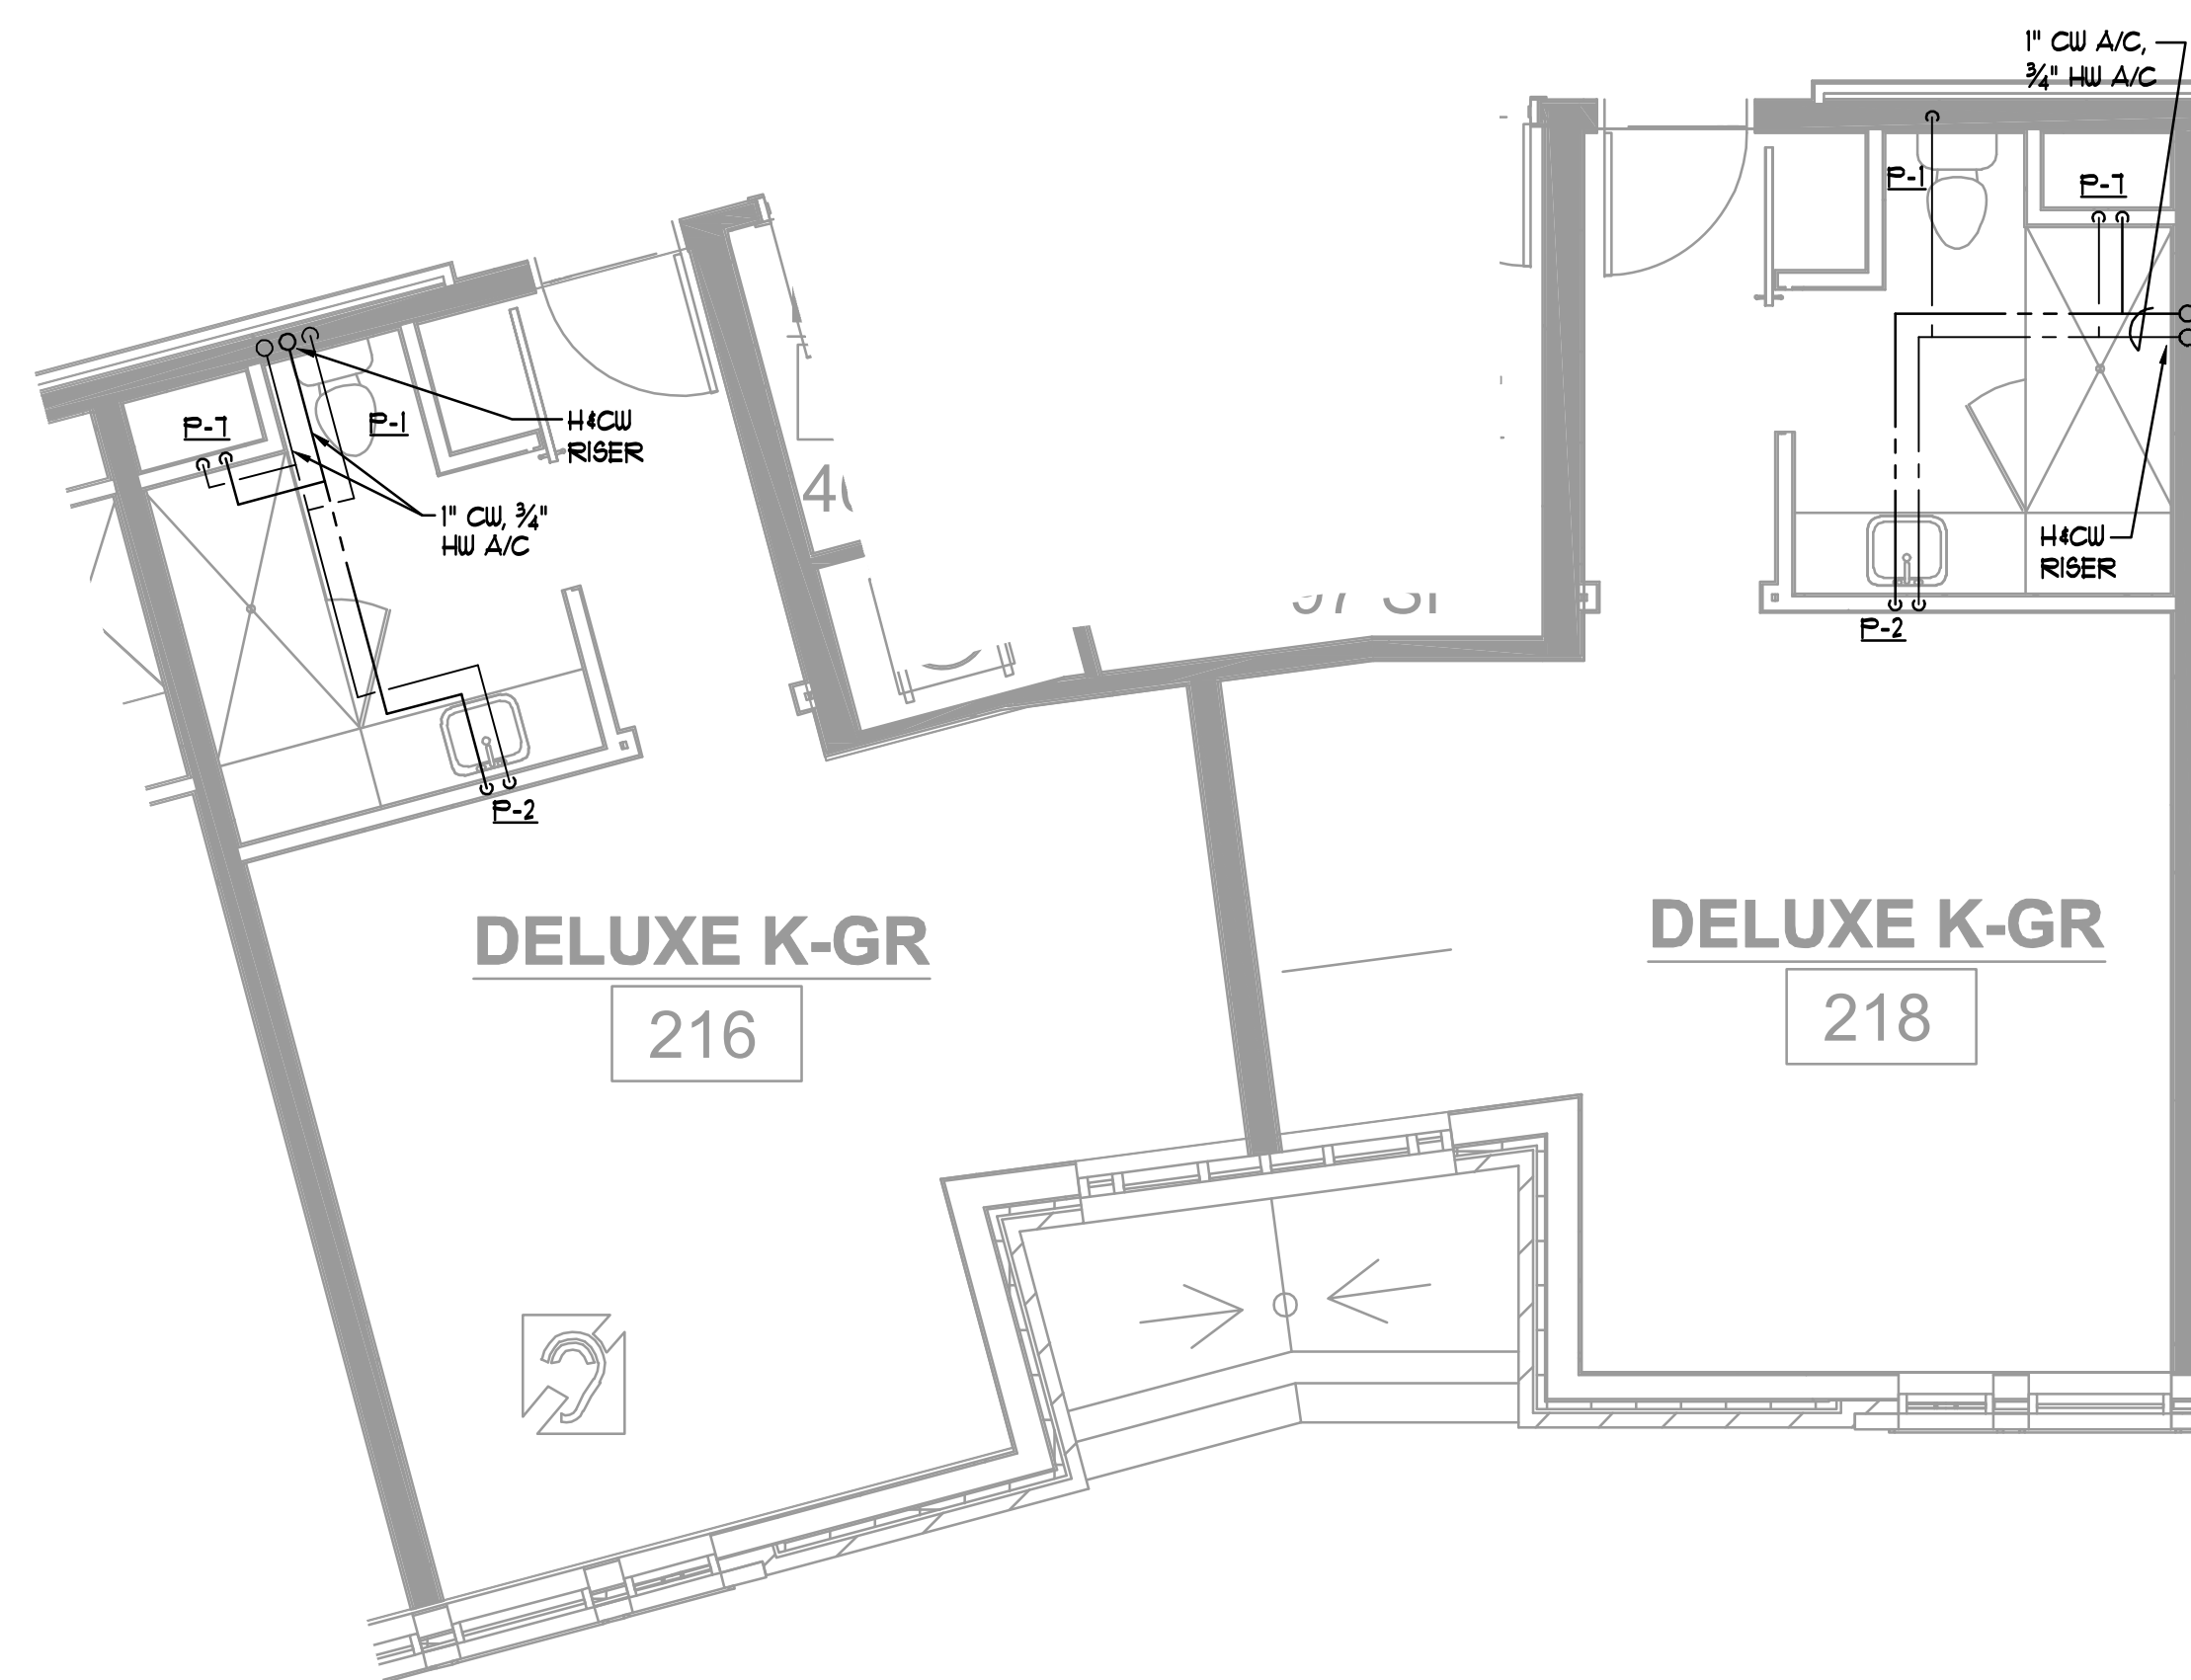 1" CW A/C,
3/4" HW A/C
P-1
P-7
P-7
P-1
H&CW
RISER
1" CW, 3/4"
HW A/C
H&CW
RISER
P-2
P-2
DELUXE K-GR
216
DELUXE K-GR
218